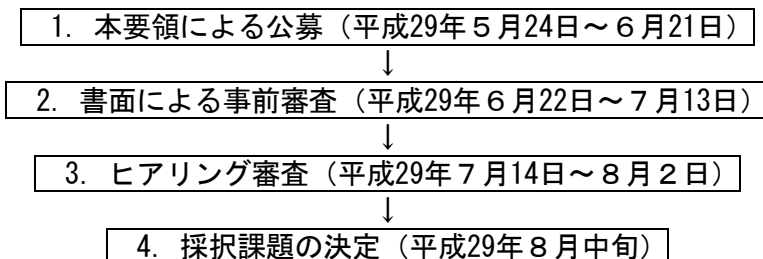 1. 本要領による公募（平成29年５月24日～６月21日）
↓
2. 書面による事前審査（平成29年６月22日～７月13日）
↓
3. ヒアリング審査（平成29年７月14日～８月２日）
↓
4. 採択課題の決定（平成29年８月中旬）